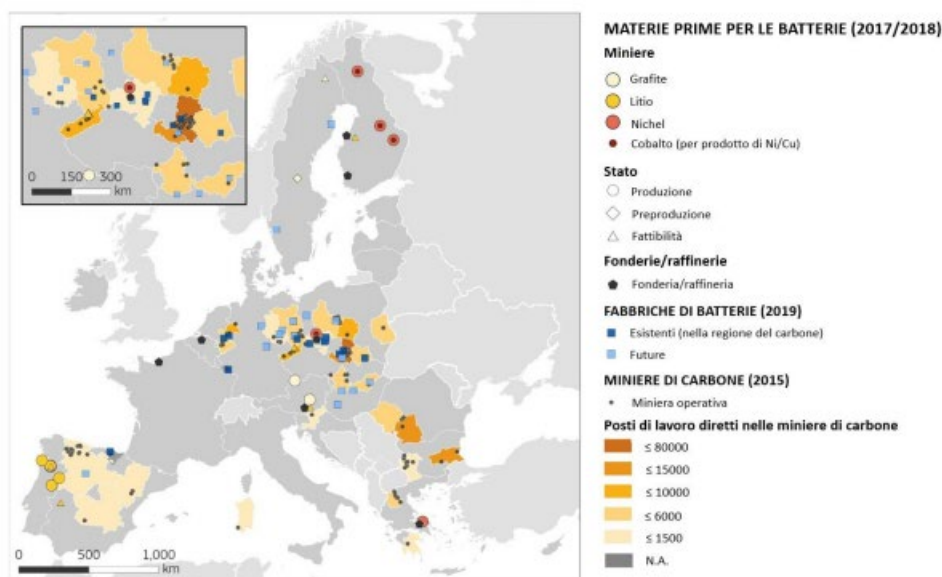 0 150 300
km
0 500 1,000
km
MATERIE PRIME PER LE BATTERIE (2017/2018)
Miniere
Grafite
Litio
Nichel
Cobalto (per prodotto di Ni/Cu)
Stato
Produzione
Preproduzione
Fattibilità
Fonderie/raffinerie
Fonderia/raffineria
FABBRICHE DI BATTERIE (2019)
Esistenti (nella regione del carbone)
Future
MINIERE DI CARBONE (2015)
Miniera operativa
Posti di lavoro diretti nelle miniere di carbone
≤ 80000
≤ 15000
≤ 10000
≤ 6000
≤ 1500
N.A.